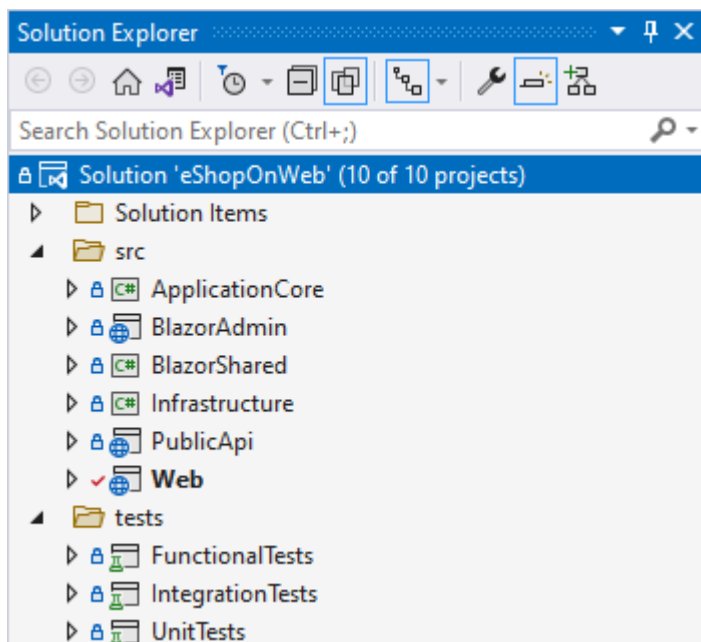 Solution Explorer
Search Solution Explorer (Ctrl+;)
Solution 'eShopOnWeb' (10 of 10 projects)
Solution Items
src
C# ApplicationCore
BlazorAdmin
C# BlazorShared
C# Infrastructure
PublicApi
Web
tests
FunctionalTests
IntegrationTests
UnitTests